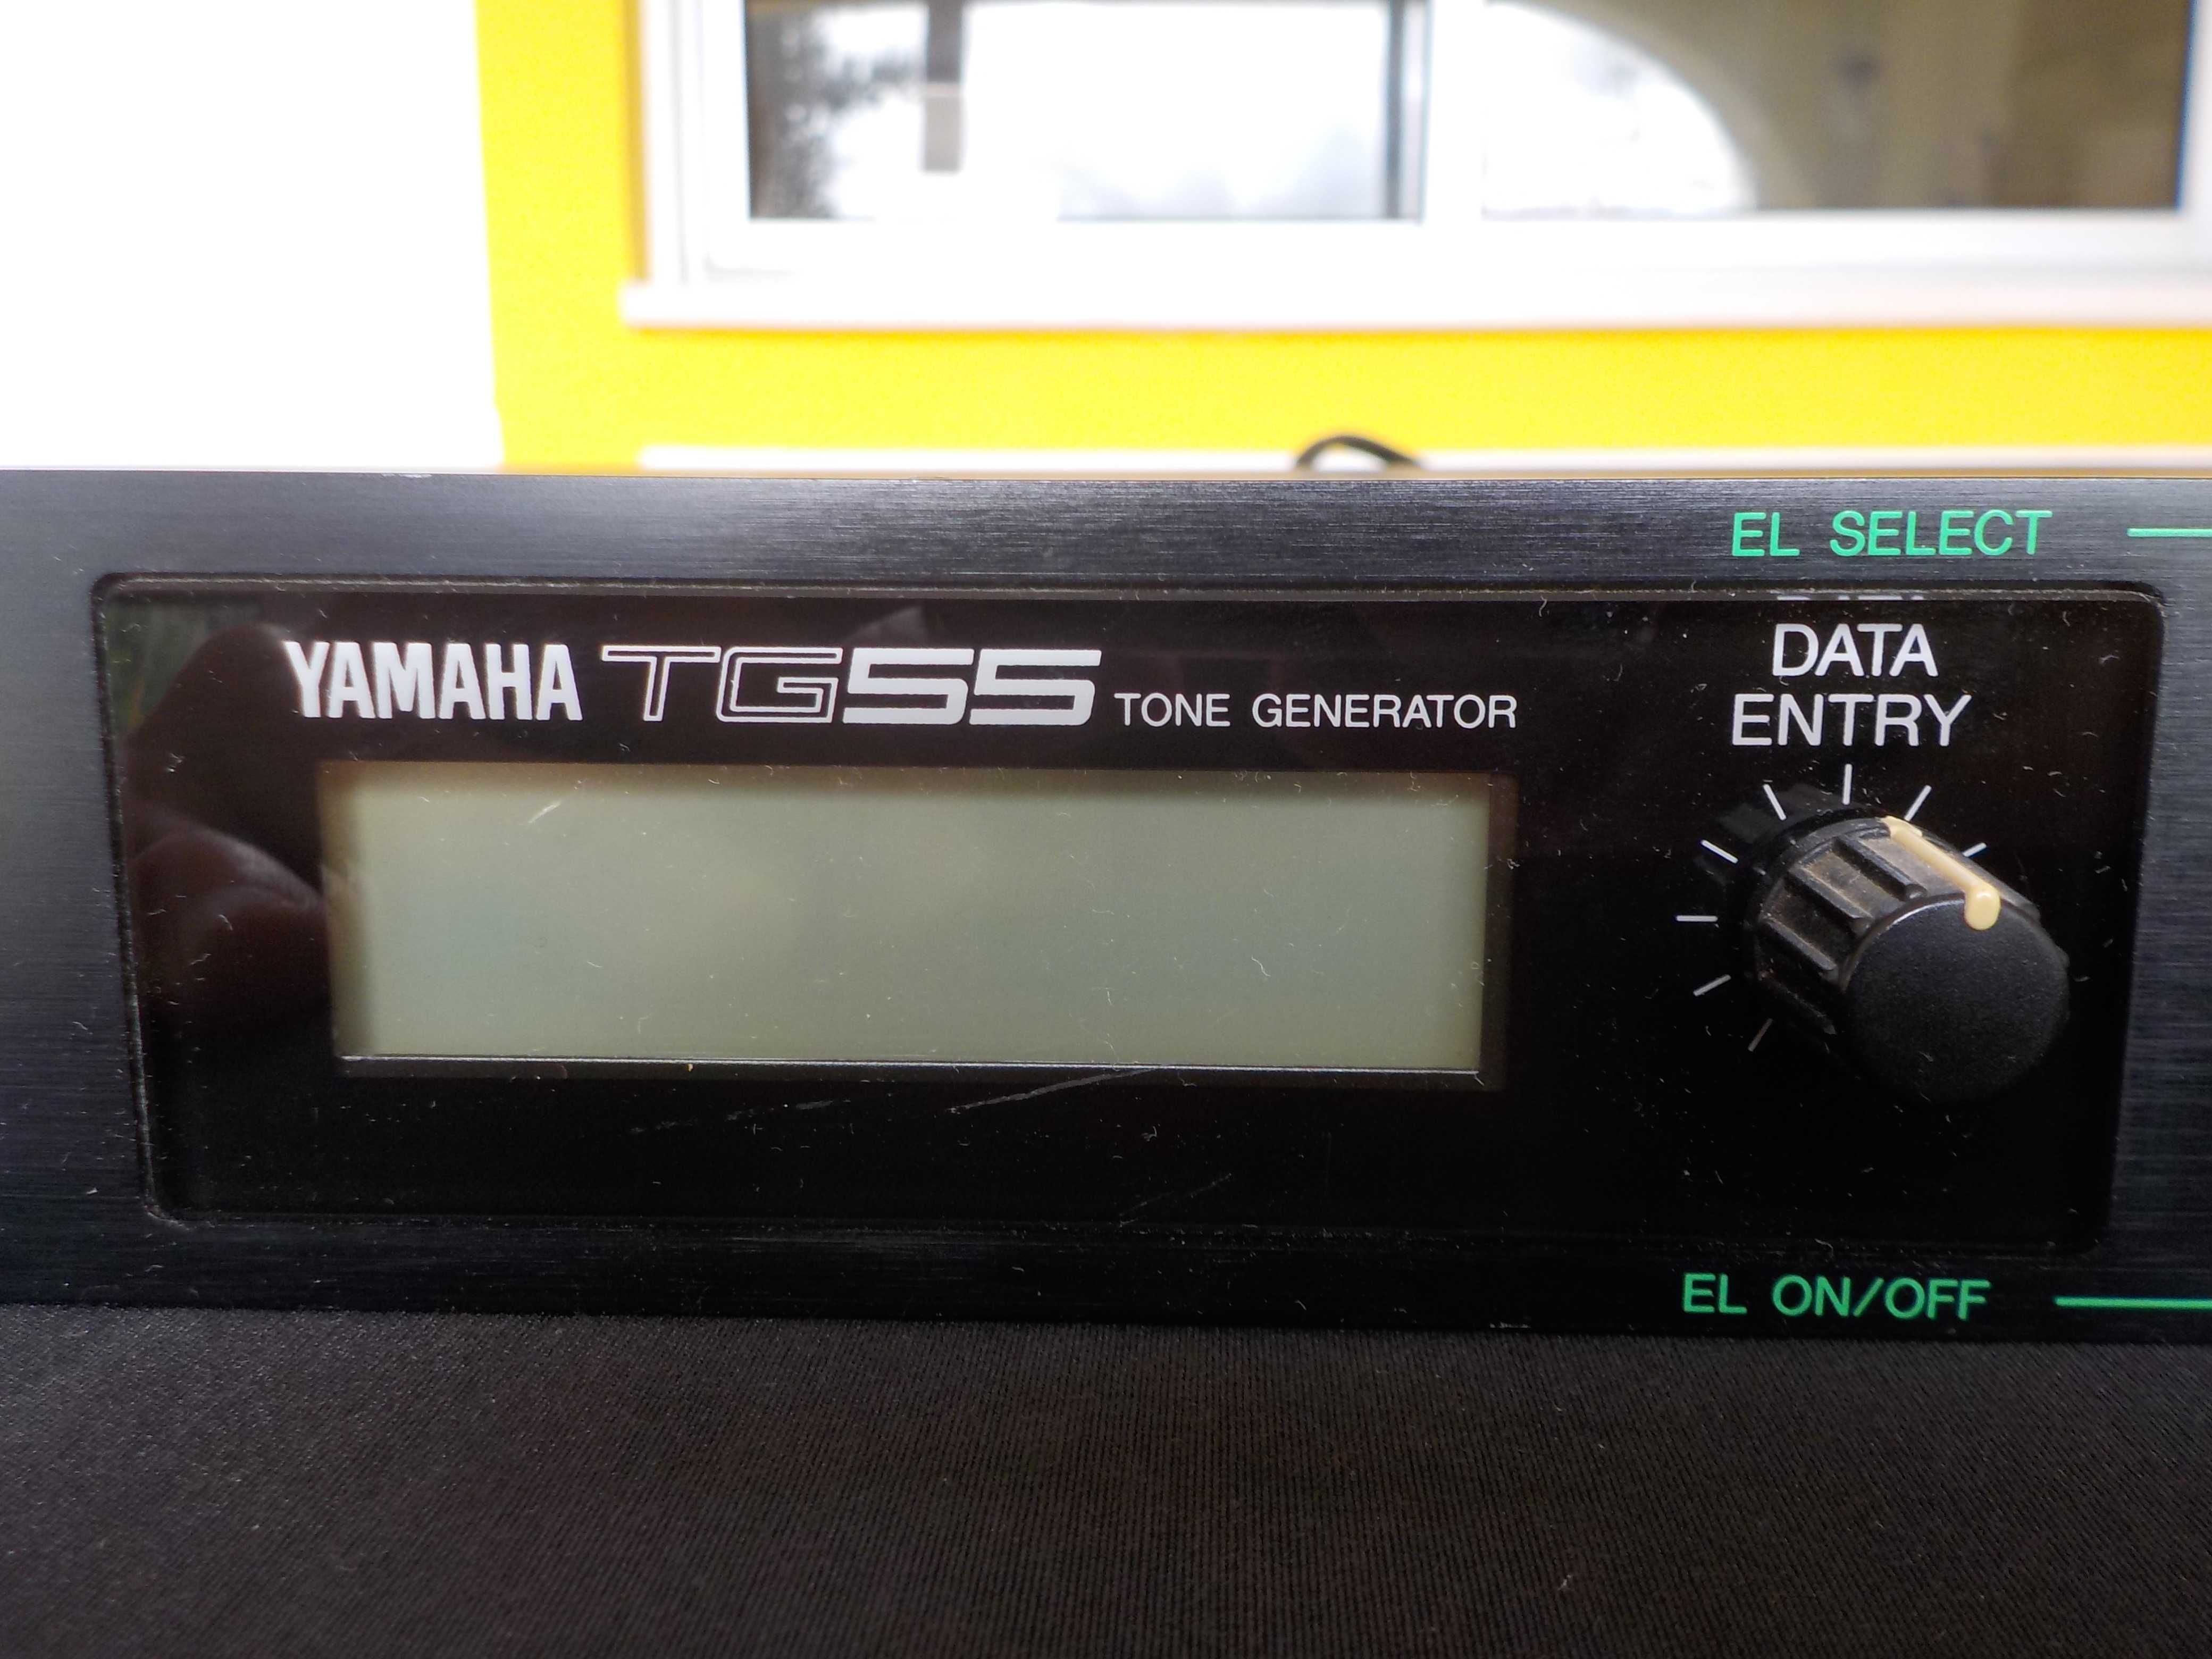 EL SELECT
YAMAHA TG55 TONE GENERATOR
DATA
ENTRY
EL ON/OFF